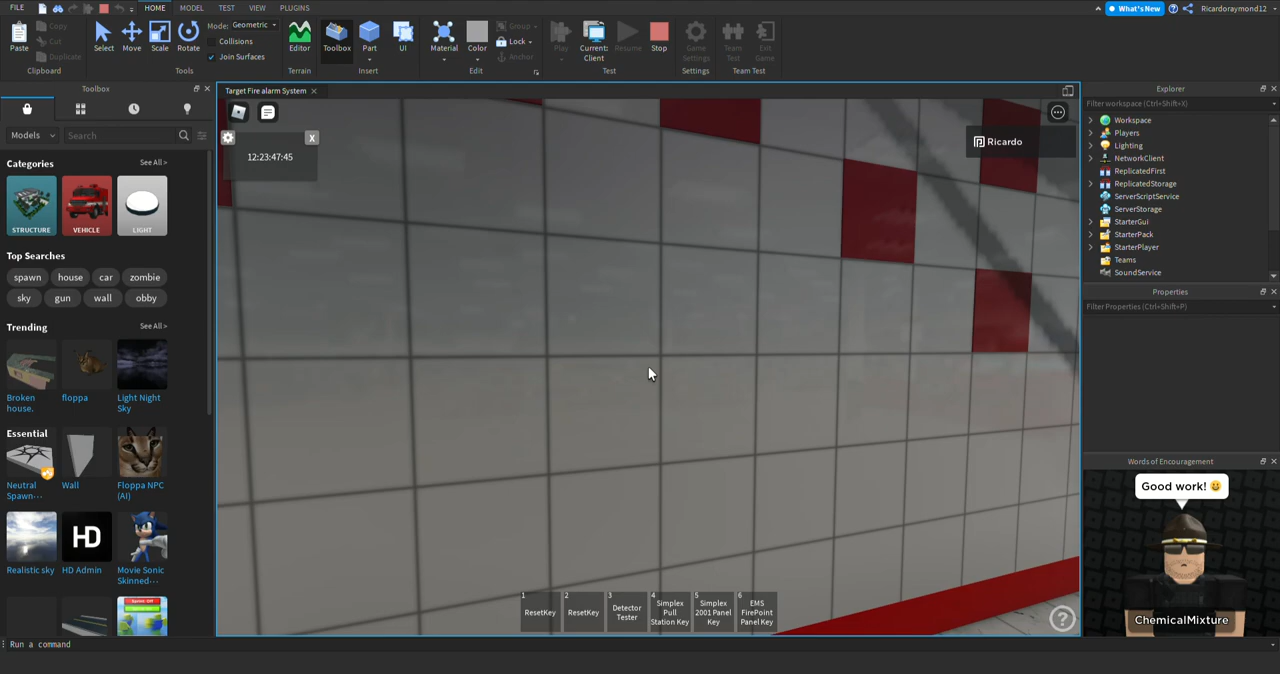 FILE HOME MODEL TEST VIEW PLUGINS What's New Ricardoraymond12
Paste
Copy
Cut
Duplicate
Clipboard
Select Move Scale Rotate
Mode: Geometric
Collisions
Join Surfaces
Tools
Editor
Terrain
Toolbox Part UI
Insert
Material Color
Group
Lock
Anchor
Edit
Play Current: Client Resume Stop
Test
Game Settings
Settings
Team Test Exit Game
Team Test
Toolbox
Models Search
Categories See All >
STRUCTURE VEHICLE LIGHT
Top Searches
spawn house car zombie
sky gun wall obby
Trending See All >
Broken house. floppa Light Night Sky
Essential
Neutral Spawn··· Wall Floppa NPC (AI)
HD
Realistic sky HD Admin Movie Sonic Skinned···
Target Fire alarm System
X
12:23:47:45
Ricardo
1 ResetKey
2 ResetKey
3 Detector Tester
4 Simplex Pull Station Key
5 Simplex 2001 Panel Key
6 EMS FirePoint Panel Key
?
Explorer
Filter workspace (Ctrl+Shift+X)
Workspace
Players
Lighting
NetworkClient
ReplicatedFirst
ReplicatedStorage
ServerScriptService
ServerStorage
StarterGui
StarterPack
StarterPlayer
Teams
SoundService
Properties
Filter Properties (Ctrl+Shift+P)
Words of Encouragement
Good work!
ChemicalMixture
Run a command